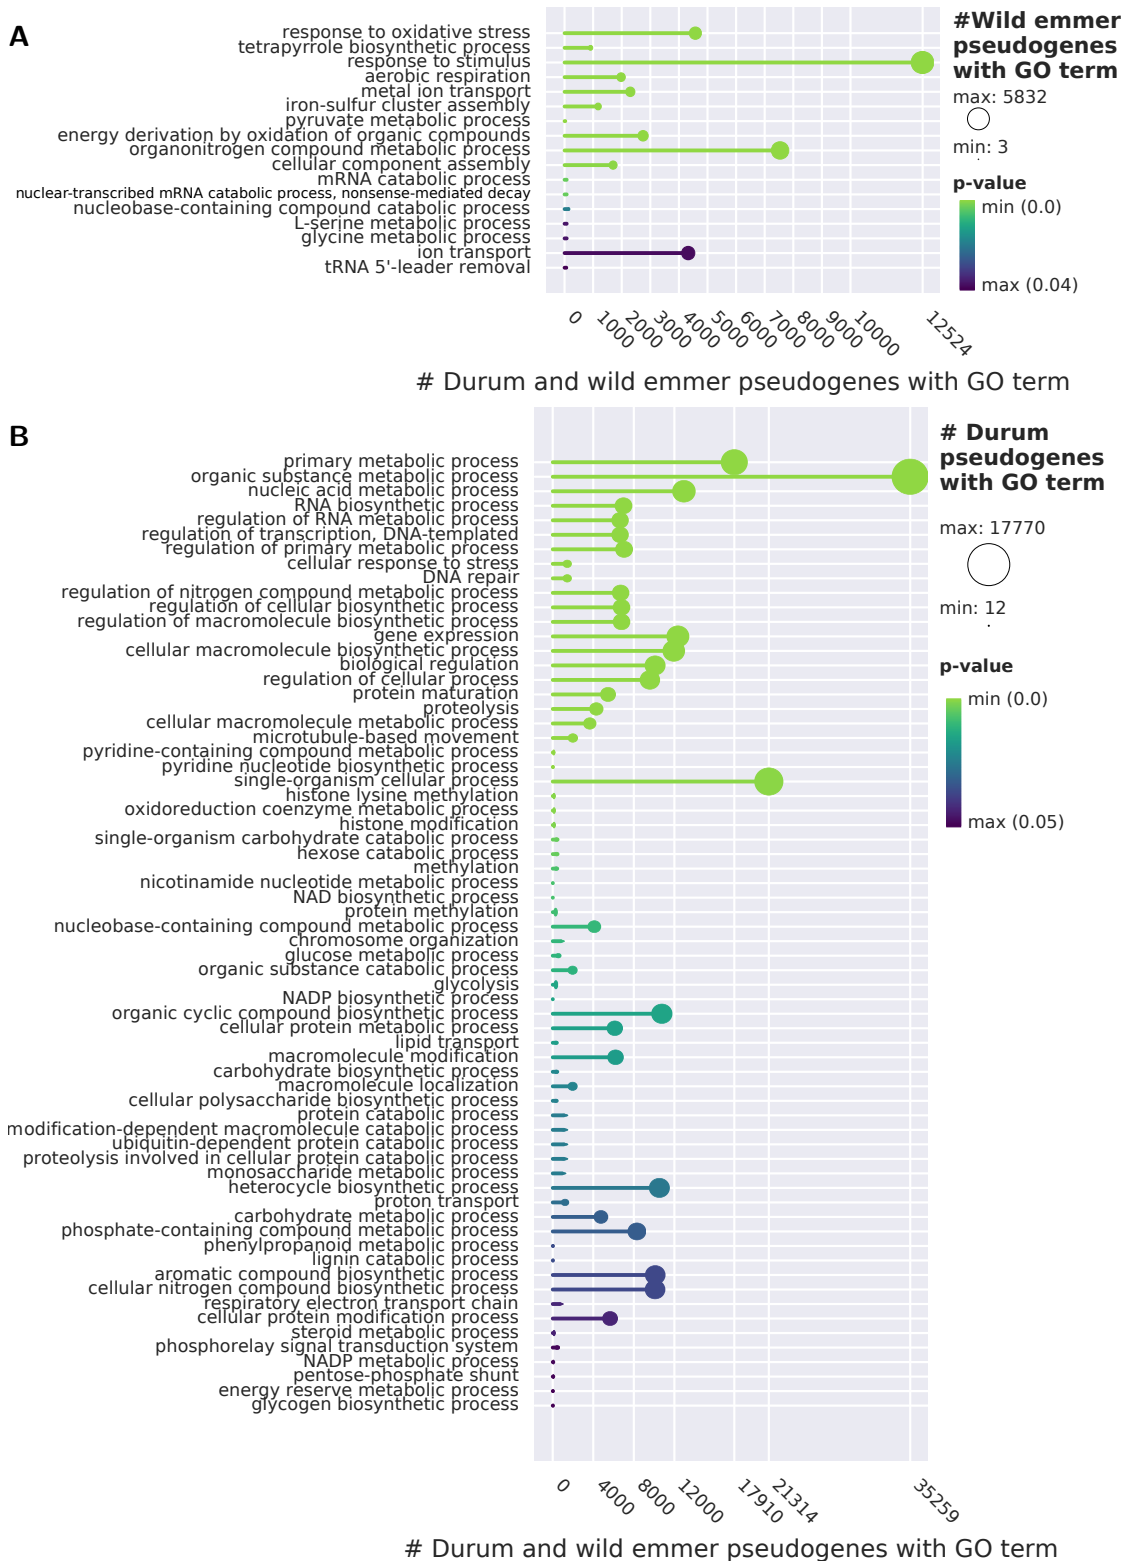 A
response to oxidative stress
tetrapyrrole biosynthetic process
response to stimulus
aerobic respiration
metal ion transport
iron-sulfur cluster assembly
pyruvate metabolic process
energy derivation by oxidation of organic compounds
organonitrogen compound metabolic process
cellular component assembly
mRNA catabolic process
nuclear-transcribed mRNA catabolic process, nonsense-mediated decay
nucleobase-containing compound catabolic process
L-serine metabolic process
glycine metabolic process
ion transport
tRNA 5'-leader removal
0
1000
2000
3000
4000
5000
6000
7000
8000
9000
10000
12524
# Durum and wild emmer pseudogenes with GO term
#Wild emmer
pseudogenes
with GO term
max: 5832
min: 3
p-value
min (0.0)
max (0.04)
B
primary metabolic process
organic substance metabolic process
nucleic acid metabolic process
RNA biosynthetic process
regulation of RNA metabolic process
regulation of transcription, DNA-templated
regulation of primary metabolic process
cellular response to stress
DNA repair
regulation of nitrogen compound metabolic process
regulation of cellular biosynthetic process
regulation of macromolecule biosynthetic process
gene expression
cellular macromolecule biosynthetic process
biological regulation
regulation of cellular process
protein maturation
proteolysis
cellular macromolecule metabolic process
microtubule-based movement
pyridine-containing compound metabolic process
pyridine nucleotide biosynthetic process
single-organism cellular process
histone lysine methylation
oxidoreduction coenzyme metabolic process
histone modification
single-organism carbohydrate catabolic process
hexose catabolic process
methylation
nicotinamide nucleotide metabolic process
NAD biosynthetic process
protein methylation
nucleobase-containing compound metabolic process
chromosome organization
glucose metabolic process
organic substance catabolic process
glycolysis
NADP biosynthetic process
organic cyclic compound biosynthetic process
cellular protein metabolic process
lipid transport
macromolecule modification
carbohydrate biosynthetic process
macromolecule localization
cellular polysaccharide biosynthetic process
protein catabolic process
modification-dependent macromolecule catabolic process
ubiquitin-dependent protein catabolic process
proteolysis involved in cellular protein catabolic process
monosaccharide metabolic process
heterocycle biosynthetic process
proton transport
carbohydrate metabolic process
phosphate-containing compound metabolic process
phenylpropanoid metabolic process
lignin catabolic process
aromatic compound biosynthetic process
cellular nitrogen compound biosynthetic process
respiratory electron transport chain
cellular protein modification process
steroid metabolic process
phosphorelay signal transduction system
NADP metabolic process
pentose-phosphate shunt
energy reserve metabolic process
glycogen biosynthetic process
0
4000
8000
12000
17910
21314
35259
# Durum and wild emmer pseudogenes with GO term
# Durum
pseudogenes
with GO term
max: 17770
min: 12
p-value
min (0.0)
max (0.05)